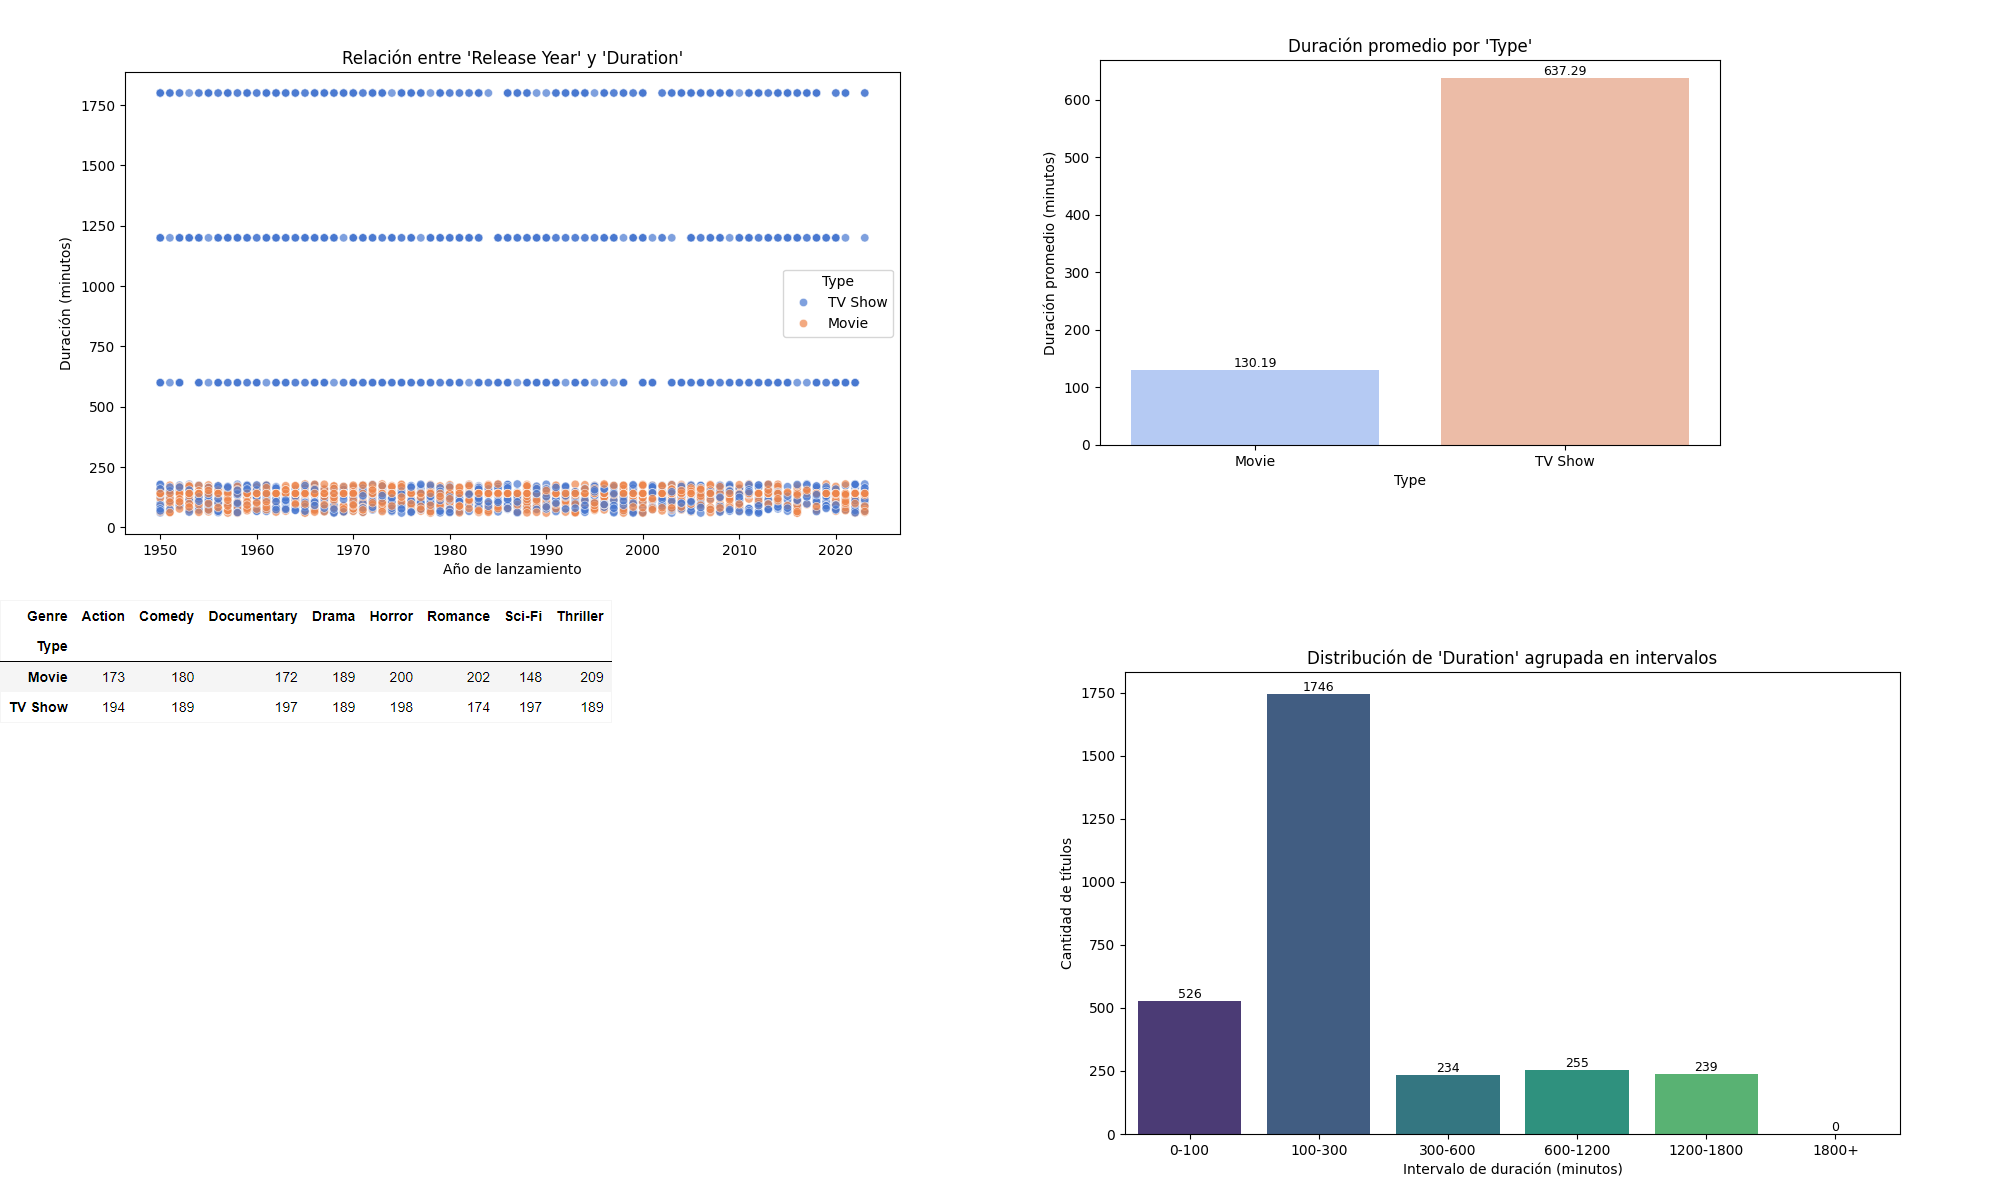 Relación entre 'Release Year' y 'Duration'
1750
1500
1250
1000
750
500
250
0
Duración (minutos)
Type
TV Show
Movie
1950 1960 1970 1980 1990 2000 2010 2020
Año de lanzamiento
Duración promedio por 'Type'
637.29
130.19
600
500
400
300
200
100
0
Duración promedio (minutos)
Movie TV Show
Type
Genre Action Comedy Documentary Drama Horror Romance Sci-Fi Thriller
Type
Movie 173 180 172 189 200 202 148 209
TV Show 194 189 197 189 198 174 197 189
Distribución de 'Duration' agrupada en intervalos
1750
1500
1250
1000
750
500
250
0
Cantidad de títulos
526 1746 234 255 239 0
0-100 100-300 300-600 600-1200 1200-1800 1800+
Intervalo de duración (minutos)